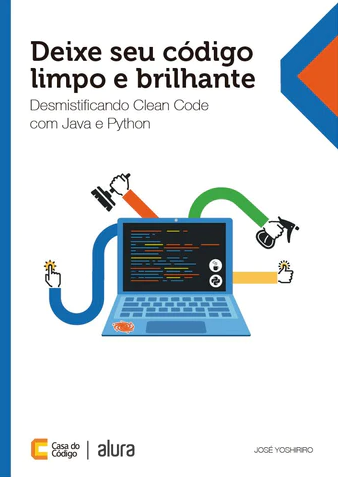 Deixe seu código
limpo e brilhante
Desmistificando Clean Code
com Java e Python
Casa do
Código
alura
JOSÉ YOSHIRIRO